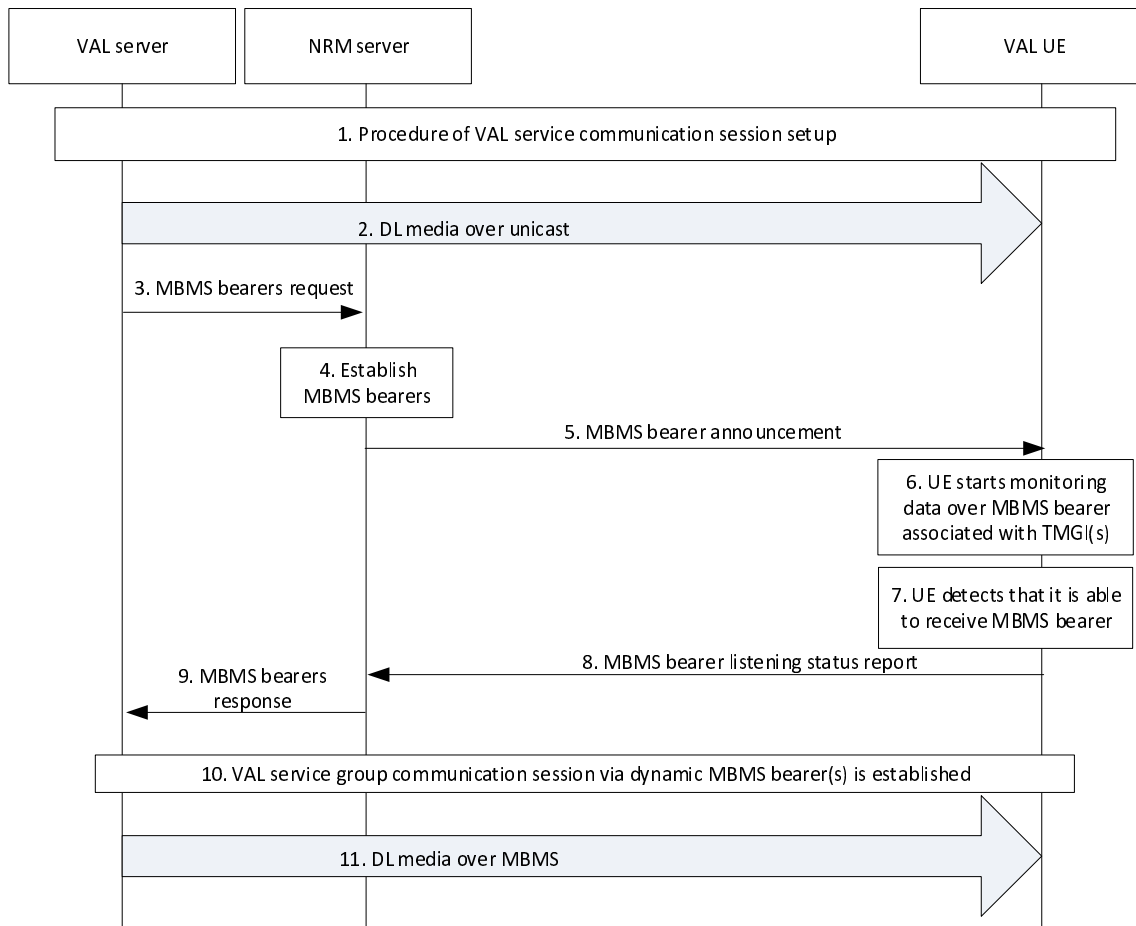 VAL server
NRM server
VAL UE
1. Procedure of VAL service communication session setup
2. DL media over unicast
3. MBMS bearers request
4. Establish
MBMS bearers
5. MBMS bearer announcement
6. UE starts monitoring
data over MBMS bearer
associated with TMGI(s)
7. UE detects that it is able
to receive MBMS bearer
8. MBMS bearer listening status report
9. MBMS bearers
response
10. VAL service group communication session via dynamic MBMS bearer(s) is established
11. DL media over MBMS